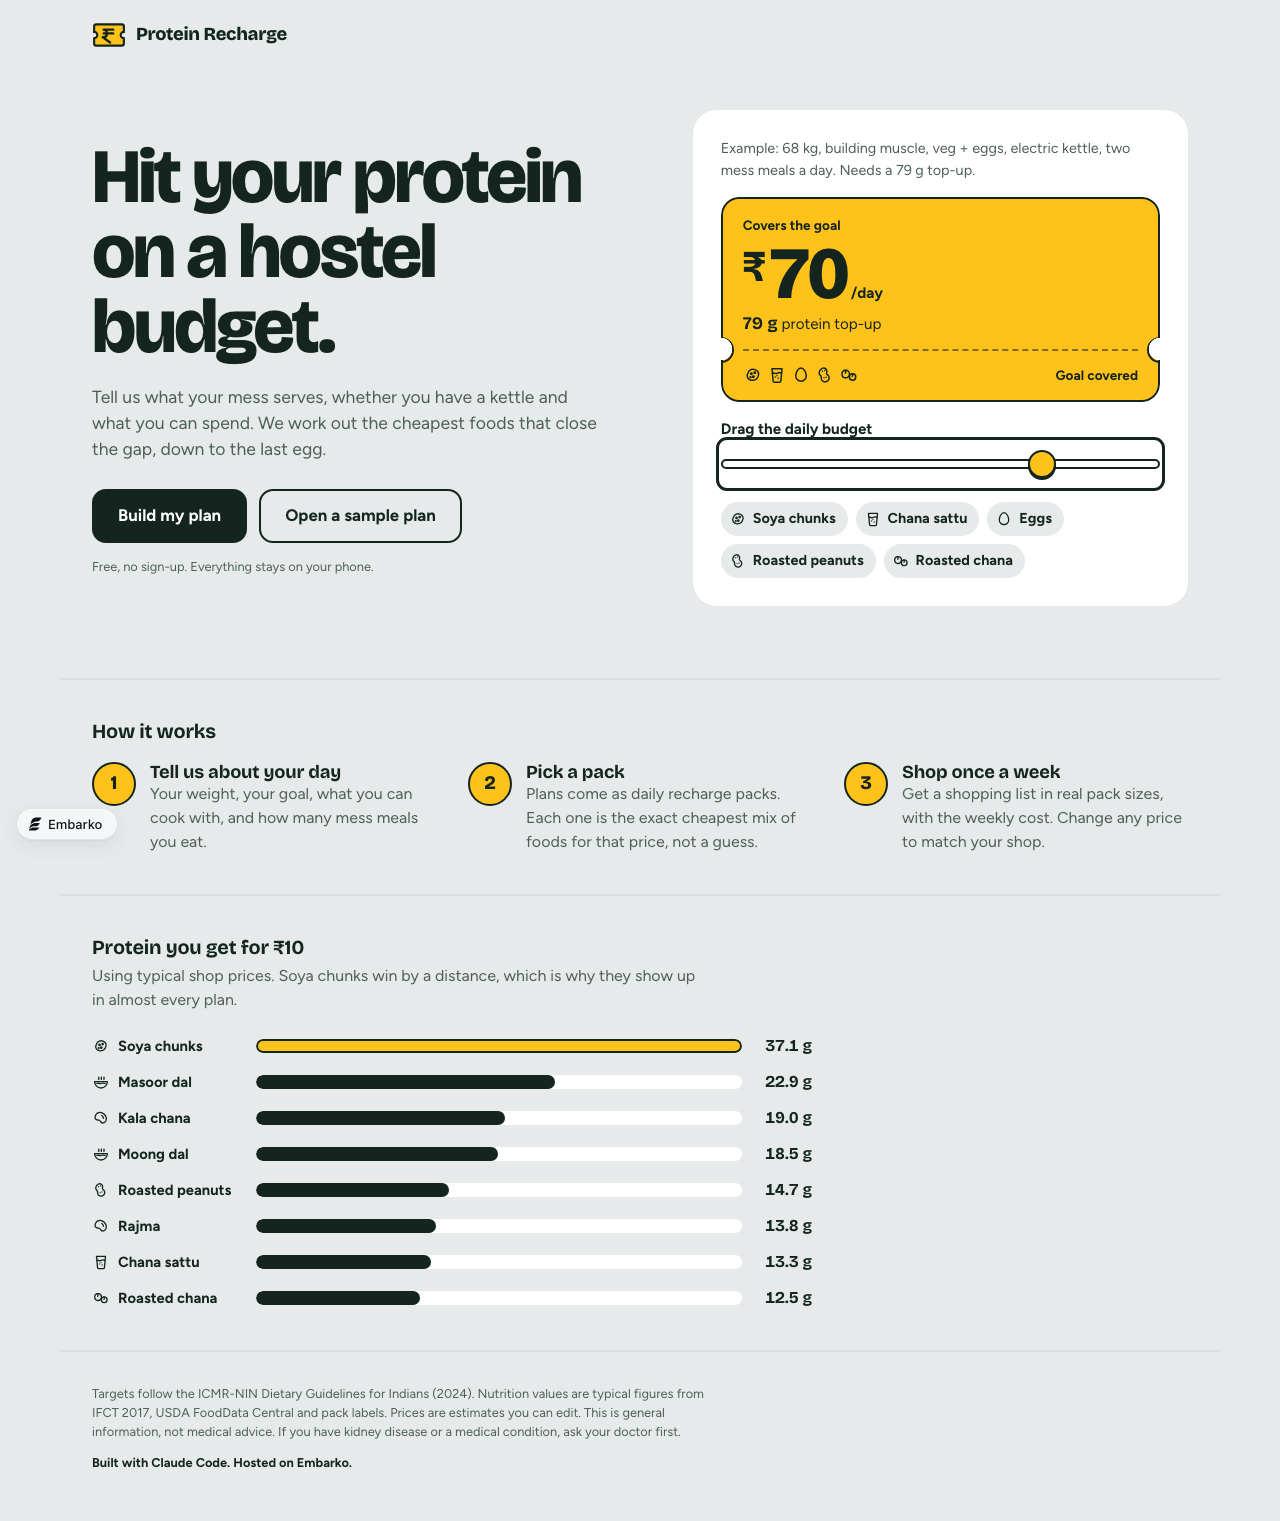 Protein Recharge
Hit your protein
on a hostel
budget.
Tell us what your mess serves, whether you have a kettle and
what you can spend. We work out the cheapest foods that close
the gap, down to the last egg.
Build my plan
Open a sample plan
Free, no sign-up. Everything stays on your phone.
Example: 68 kg, building muscle, veg + eggs, electric kettle, two
mess meals a day. Needs a 79 g top-up.
Covers the goal
₹70/day
79 g protein top-up
Goal covered
Drag the daily budget
Soya chunks
Chana sattu
Eggs
Roasted peanuts
Roasted chana
How it works
1
Tell us about your day
Your weight, your goal, what you can
cook with, and how many mess meals
you eat.
2
Pick a pack
Plans come as daily recharge packs.
Each one is the exact cheapest mix of
foods for that price, not a guess.
3
Shop once a week
Get a shopping list in real pack sizes,
with the weekly cost. Change any price
to match your shop.
Embarko
Protein you get for ₹10
Using typical shop prices. Soya chunks win by a distance, which is why they show up
in almost every plan.
Soya chunks 37.1 g
Masoor dal 22.9 g
Kala chana 19.0 g
Moong dal 18.5 g
Roasted peanuts 14.7 g
Rajma 13.8 g
Chana sattu 13.3 g
Roasted chana 12.5 g
Targets follow the ICMR-NIN Dietary Guidelines for Indians (2024). Nutrition values are typical figures from
IFCT 2017, USDA FoodData Central and pack labels. Prices are estimates you can edit. This is general
information, not medical advice. If you have kidney disease or a medical condition, ask your doctor first.
Built with Claude Code. Hosted on Embarko.